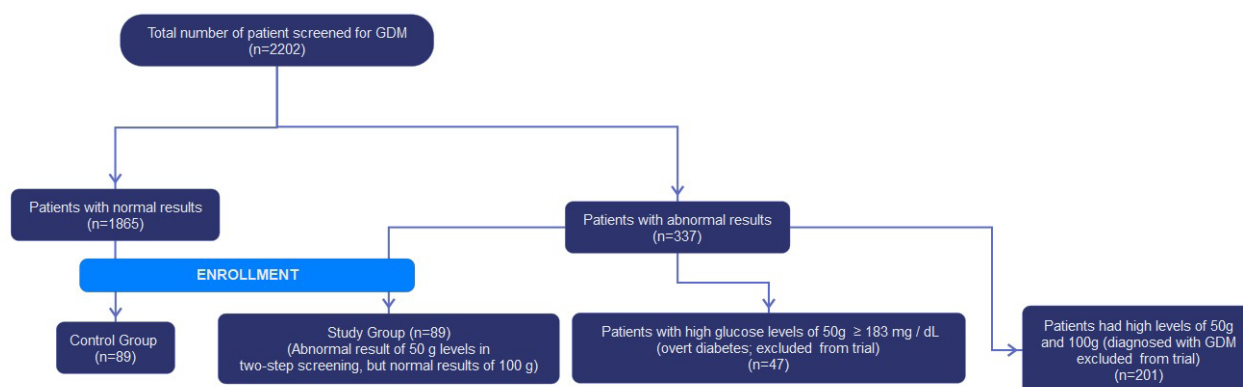 Total number of patient screened for GDM
(n=2202)
Patients with normal results
(n=1865)
Patients with abnormal results
(n=337)
ENROLLMENT
Control Group
(n=89)
Study Group (n=89)
(Abnormal result of 50 g levels in
two-step screening, but normal results of 100 g)
Patients with high glucose levels of 50g ≥ 183 mg / dL
(overt diabetes; excluded from trial)
(n=47)
Patients had high levels of 50g
and 100g (diagnosed with GDM
excluded from trial)
(n=201)